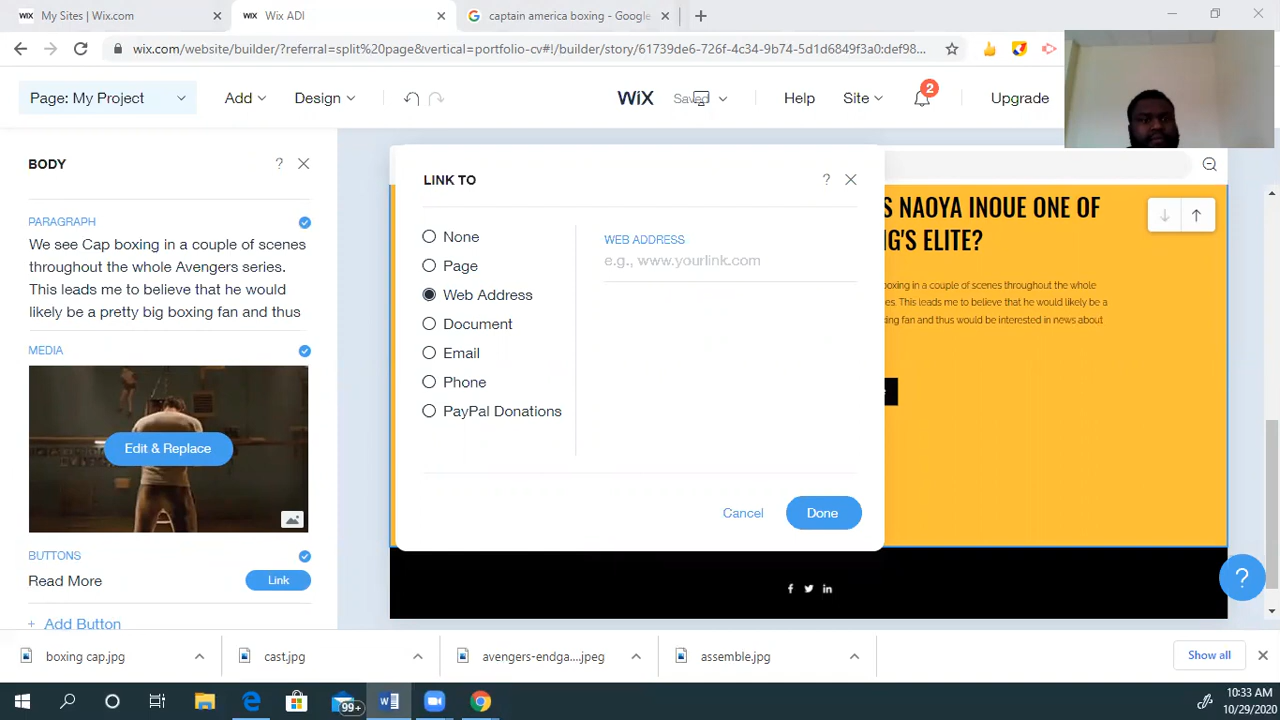 My Sites | Wix.com
Wix ADI
captain america boxing - Google
wix.com/website/builder/?referral=split%20page&vertical=portfolio-cv#!/builder/story/61739de6-726f-4c34-9b74-5d1d6849f3a0:def98...
Page: My Project
Add
Design
WiX
Saved
Help
Site
2
Upgrade
BODY
?
PARAGRAPH
We see Cap boxing in a couple of scenes
throughout the whole Avengers series.
This leads me to believe that he would
likely be a pretty big boxing fan and thus
MEDIA
Edit & Replace
BUTTONS
Read More
Link
+ Add Button
LINK TO
?
None
Page
Web Address
Document
Email
Phone
PayPal Donations
WEB ADDRESS
e.g., www.yourlink.com
Cancel
Done
S NAOYA INOUE ONE OF
G'S ELITE?
boxing in a couple of scenes throughout the whole
es. This leads me to believe that he would likely be a
ing fan and thus would be interested in news about
?
boxing cap.jpg
cast.jpg
avengers-endga....jpeg
assemble.jpg
Show all
99+
10:33 AM
10/29/2020